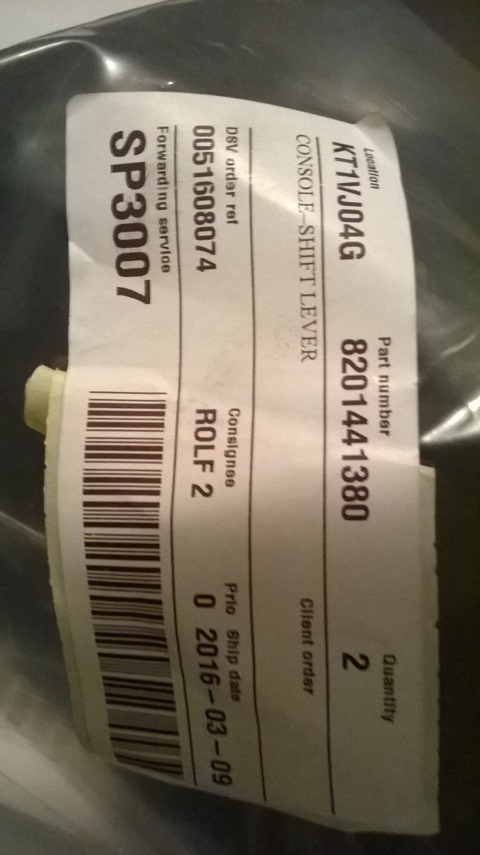 Location Part number Quantity
KT1VJ04G 8201441380 2
CONSOLE-SHIFT LEVER Client order
DSV order ref Consignee Prio Ship date
0051608074 ROLF 2 0 2016-03-09
Forwarding service
SP3007